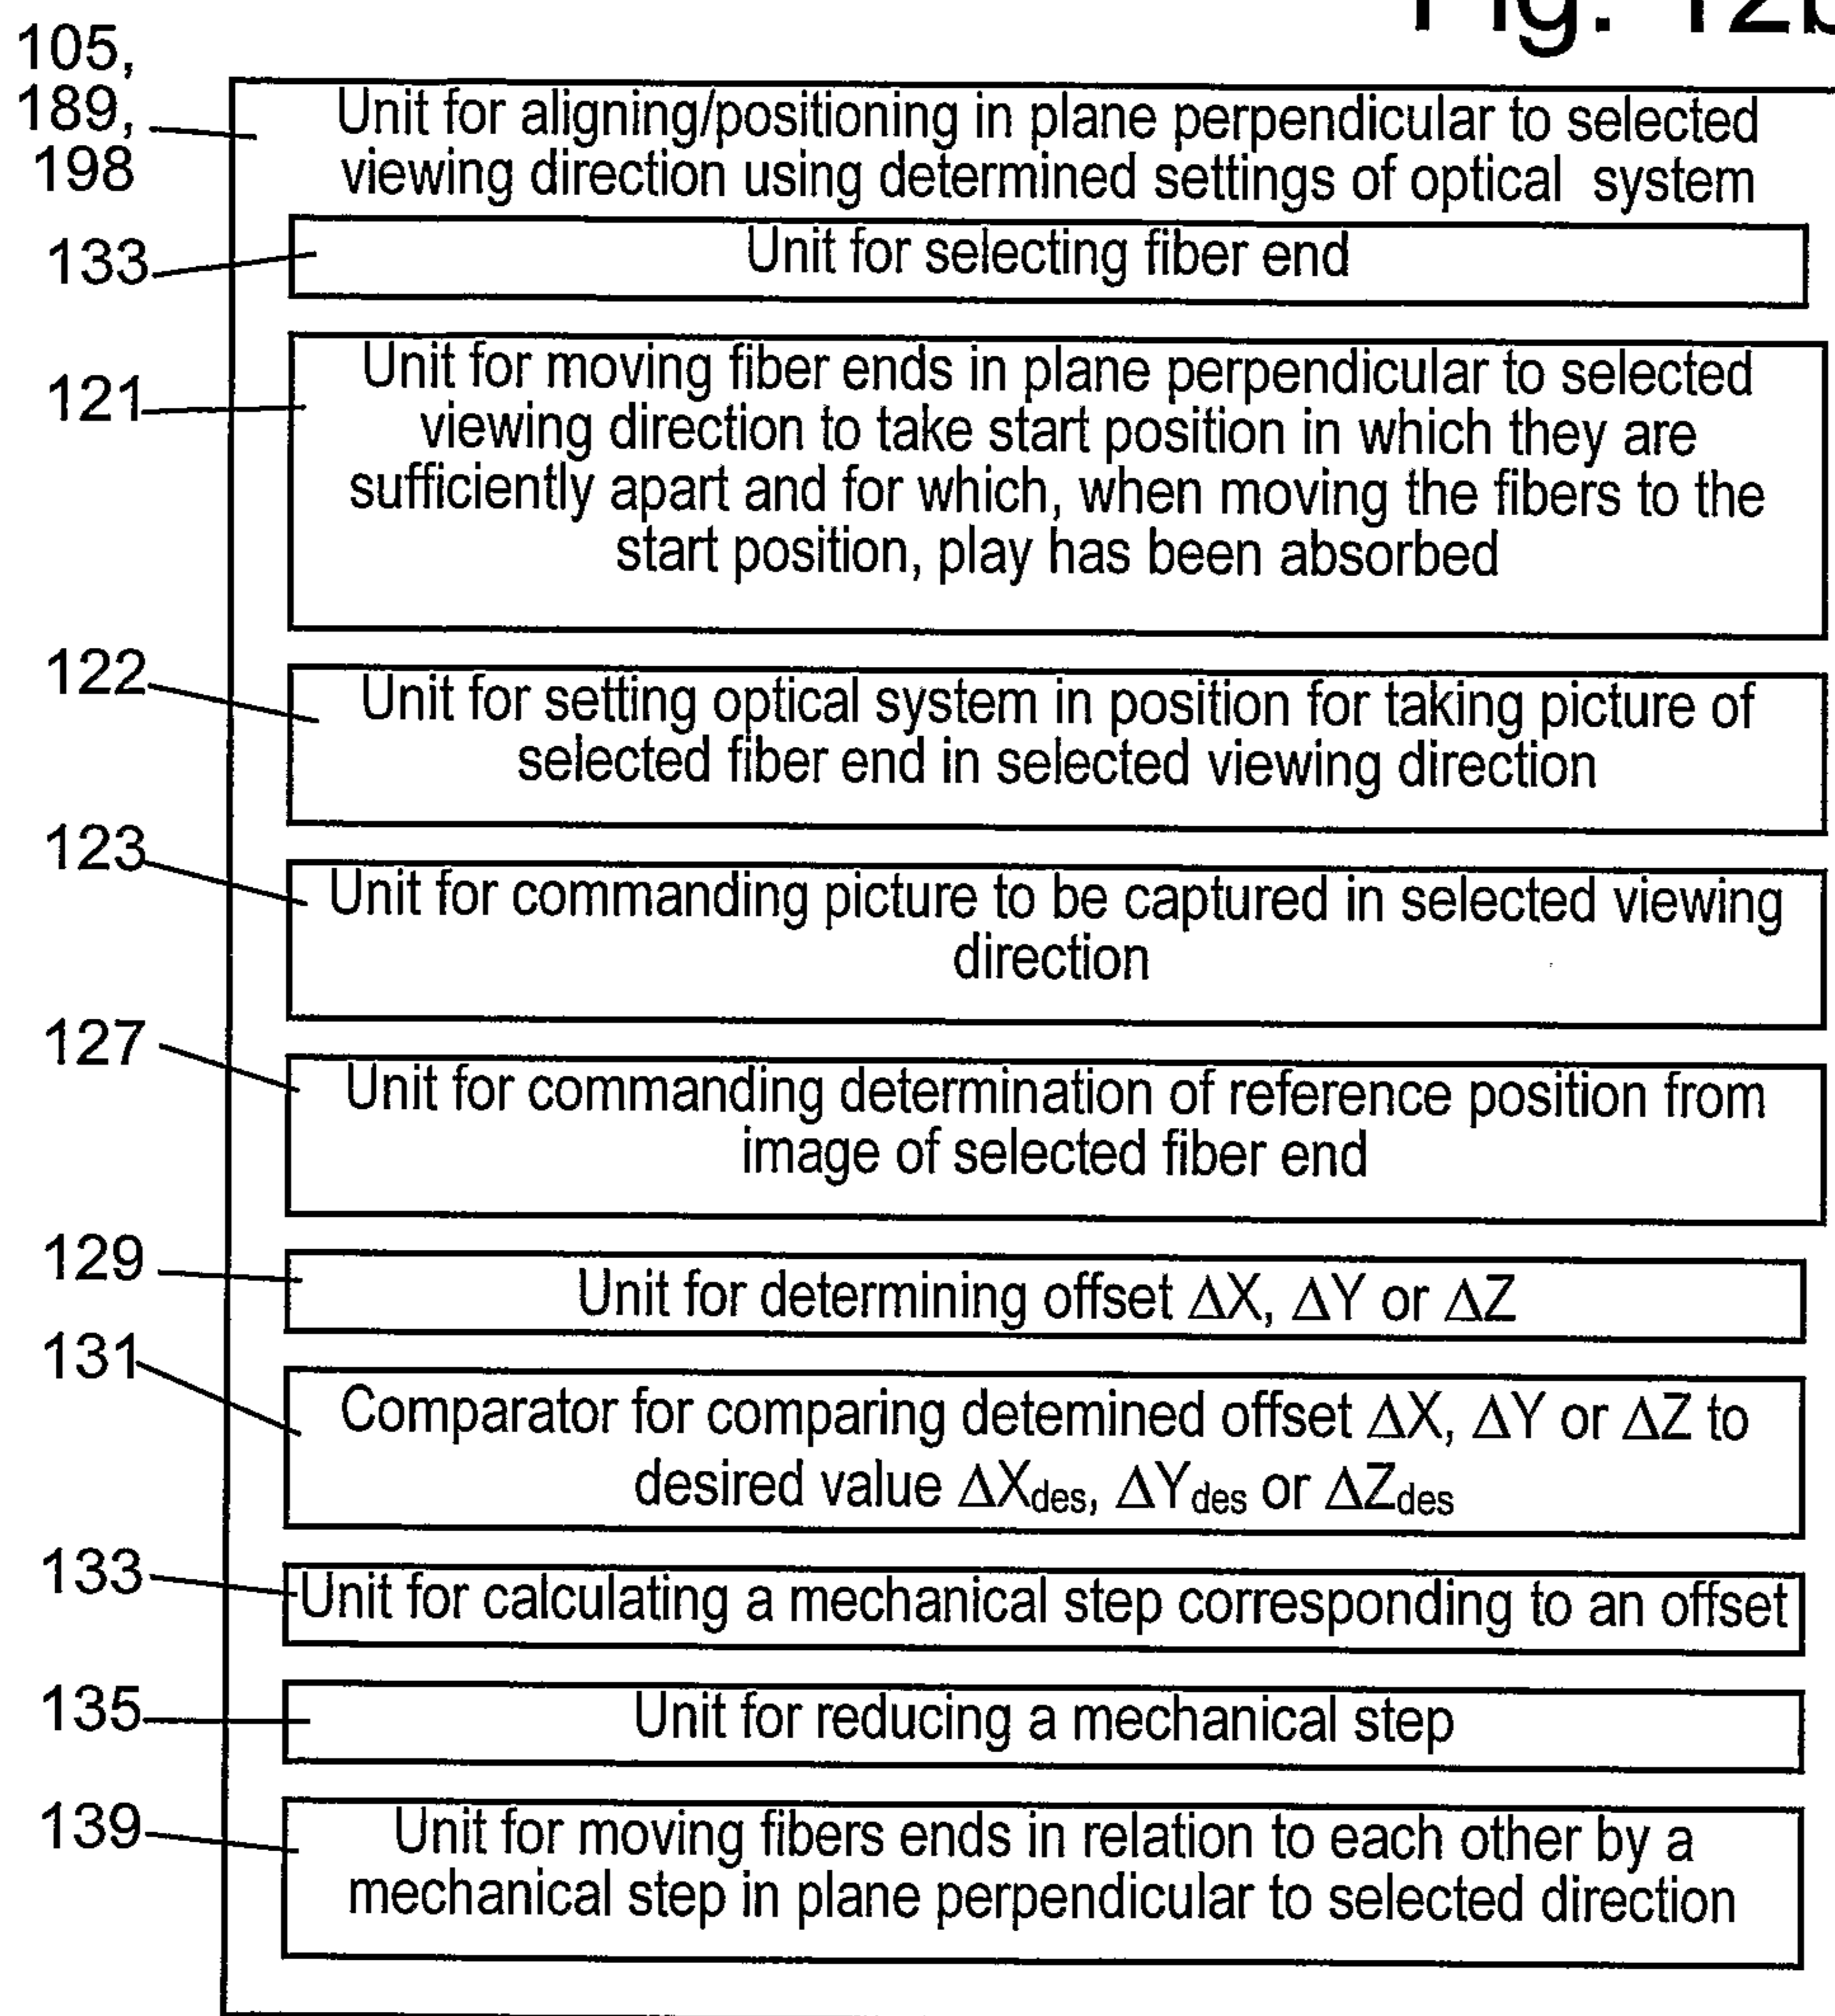 Fig. 12b
105,
189,
198
Unit for aligning/positioning in plane perpendicular to selected
viewing direction using determined settings of optical system
133
Unit for selecting fiber end
121
Unit for moving fiber ends in plane perpendicular to selected
viewing direction to take start position in which they are
sufficiently apart and for which, when moving the fibers to the
start position, play has been absorbed
122
Unit for setting optical system in position for taking picture of
selected fiber end in selected viewing direction
123
Unit for commanding picture to be captured in selected viewing
direction
127
Unit for commanding determination of reference position from
image of selected fiber end
129
Unit for determining offset ΔX, ΔY or ΔZ
131
Comparator for comparing detemined offset ΔX, ΔY or ΔZ to
desired value ΔXdes, ΔYdes or ΔZdes
133
Unit for calculating a mechanical step corresponding to an offset
135
Unit for reducing a mechanical step
139
Unit for moving fibers ends in relation to each other by a
mechanical step in plane perpendicular to selected direction